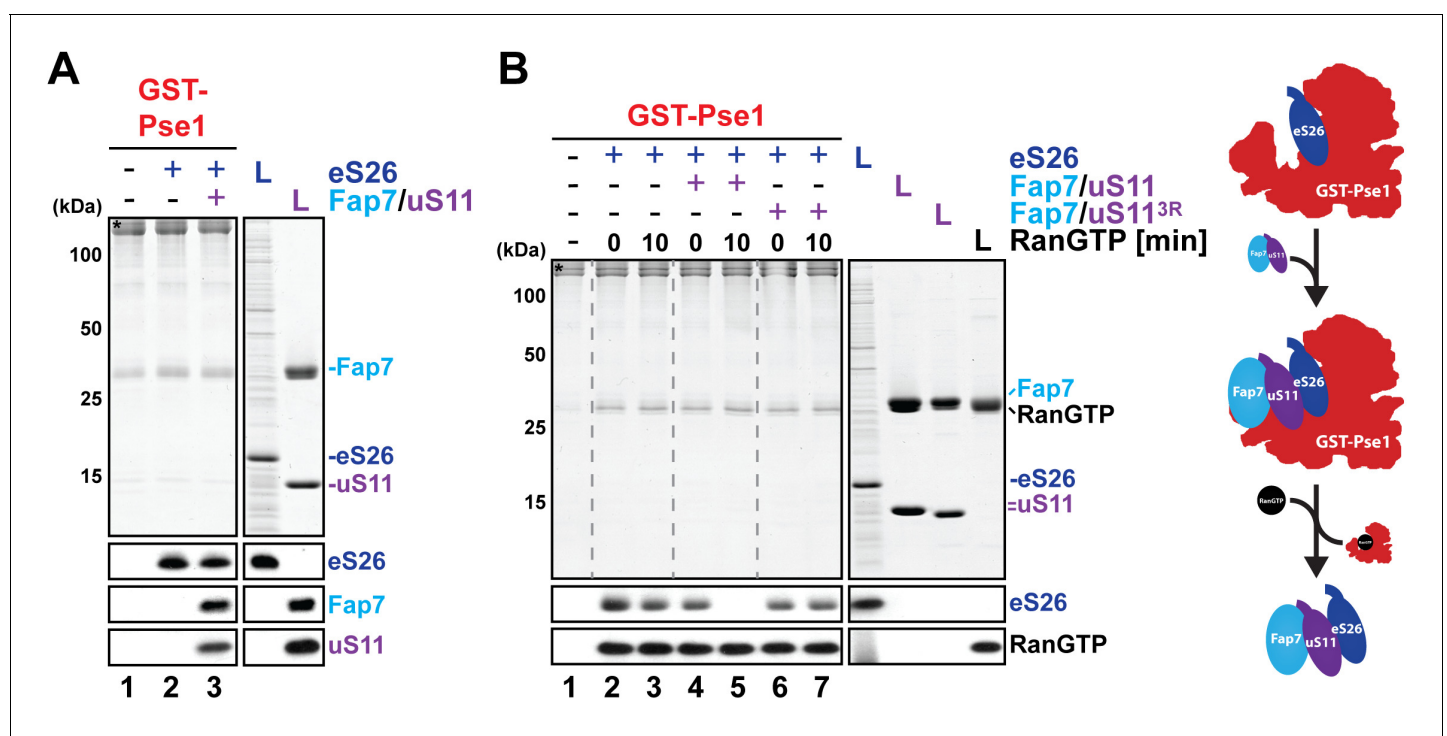 A
GST-
Pse1
- + + L eS26
- - + L Fap7/uS11
(kDa)
*
100
50
25
15
-Fap7
-eS26
-uS11
eS26
Fap7
uS11
1 2 3
B
GST-Pse1
- + + + + + + L eS26
- - - + + - - L Fap7/uS11
- - - - - + + L Fap7/uS113R
- 0 10 0 10 0 10 L RanGTP [min]
(kDa)
*
100
50
25
15
Fap7
RanGTP
-eS26
=uS11
eS26
RanGTP
1 2 3 4 5 6 7
eS26
GST-Pse1
Fap7 uS11
Fap7 uS11 eS26
GST-Pse1
RanGTP
RanGTP
Fap7 uS11 eS26